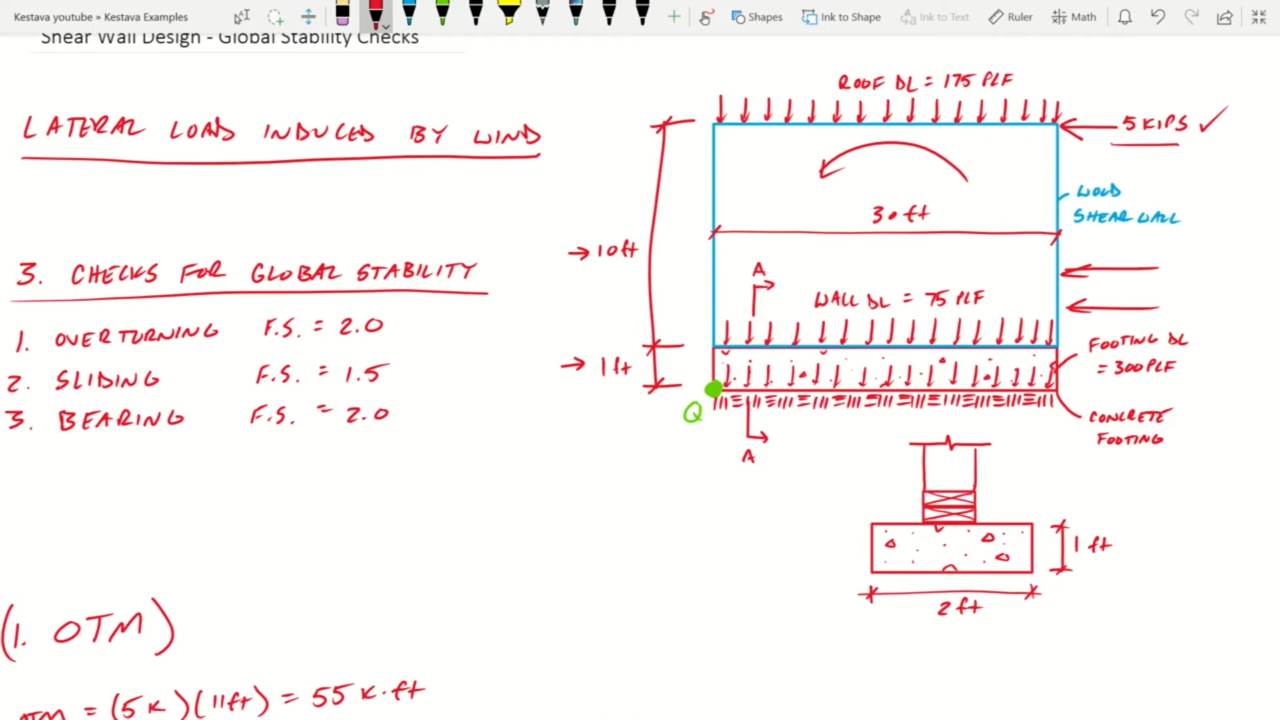 Kestava youtube » Kestava Examples
Shapes
Ink to Shape
Ink to Text
Ruler
Math
Shear Wall Design - Global Stability Checks
LATERAL LOAD INDUCED BY WIND
3. CHECKS FOR GLOBAL STABILITY
1. OVERTURNING F.S. = 2.0
2. SLIDING F.S. = 1.5
3. BEARING F.S. = 2.0
(1. OTM)
OTM = (5K)(11ft) = 55 K·ft
ROOF DL = 175 PLF
5 KIPS ✓
30 ft
WOOD
SHEAR WALL
→ 10ft
A
WALL DL = 75 PLF
→ 1ft
FOOTING DL
= 300 PLF
Q
A
CONCRETE
FOOTING
1 ft
2 ft